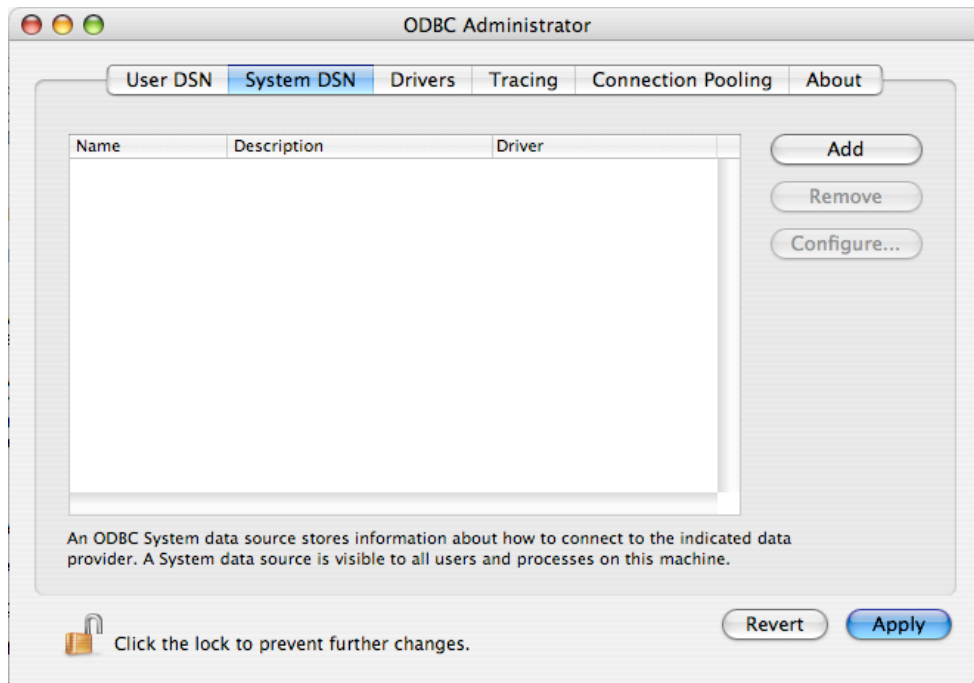 ODBC Administrator
User DSN System DSN Drivers Tracing Connection Pooling About
Name Description Driver
Add
Remove
Configure...
An ODBC System data source stores information about how to connect to the indicated data
provider. A System data source is visible to all users and processes on this machine.
Click the lock to prevent further changes.
Revert Apply